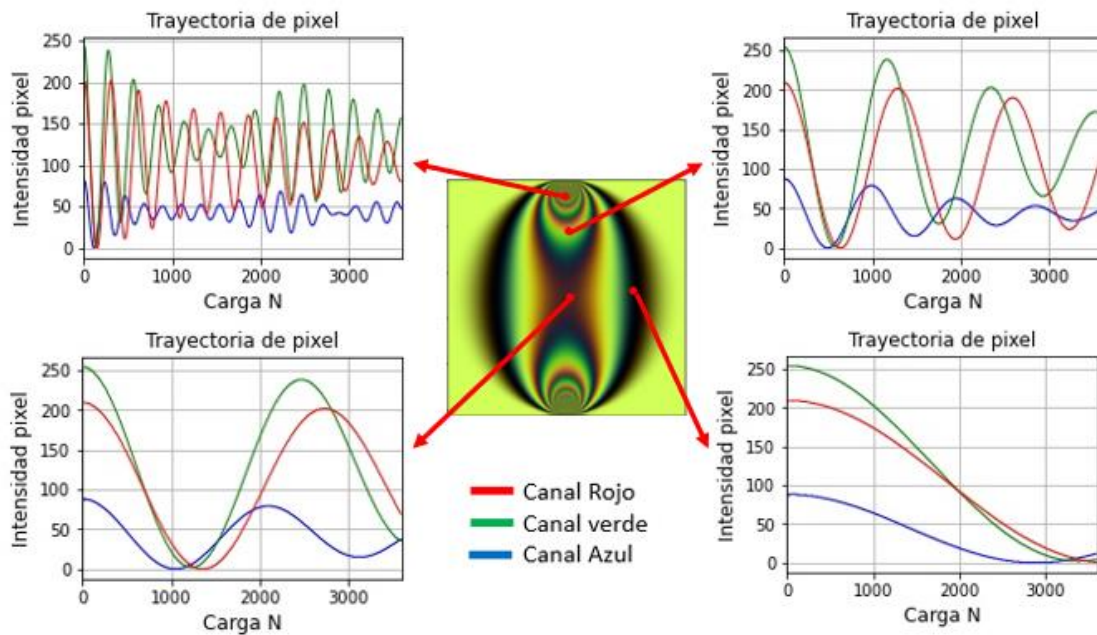 Trayectoria de pixel
Intensidad pixel
250
200
150
100
50
0
0 1000 2000 3000
Carga N
Trayectoria de pixel
Intensidad pixel
250
200
150
100
50
0
0 1000 2000 3000
Carga N
Trayectoria de pixel
Intensidad pixel
250
200
150
100
50
0
0 1000 2000 3000
Carga N
Canal Rojo
Canal verde
Canal Azul
Trayectoria de pixel
Intensidad pixel
250
200
150
100
50
0
0 1000 2000 3000
Carga N